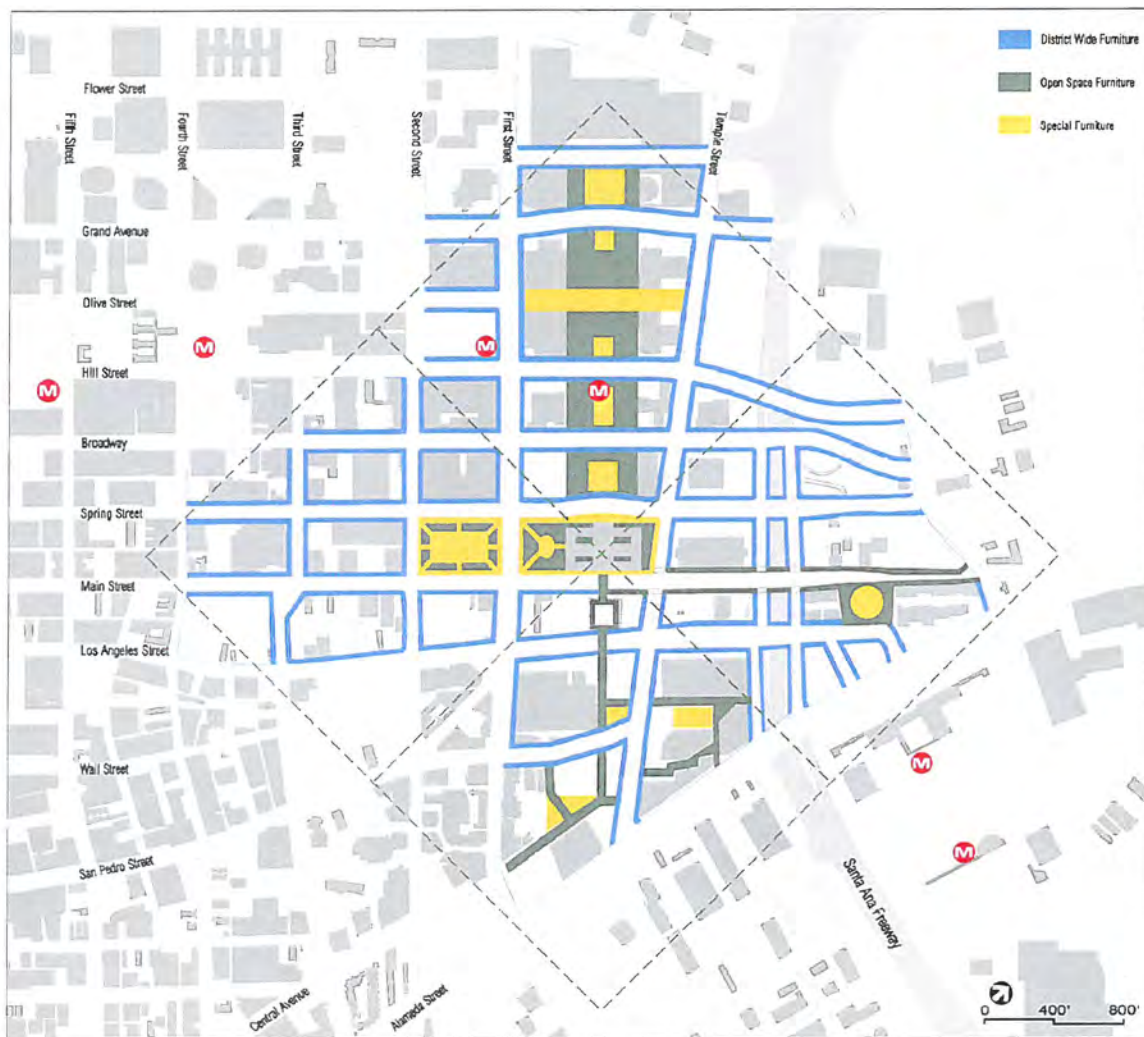 District Wide Furniture
Open Space Furniture
Special Furniture
Flower Street
Fifth Street
Fourth Street
Third Street
Second Street
First Street
Temple Street
Grand Avenue
Olive Street
M
M
Hill Street
M
M
Broadway
Spring Street
Main Street
Los Angeles Street
Wall Street
M
San Pedro Street
M
Santa Ana Freeway
Central Avenue
Alameda Street
0 400' 800'